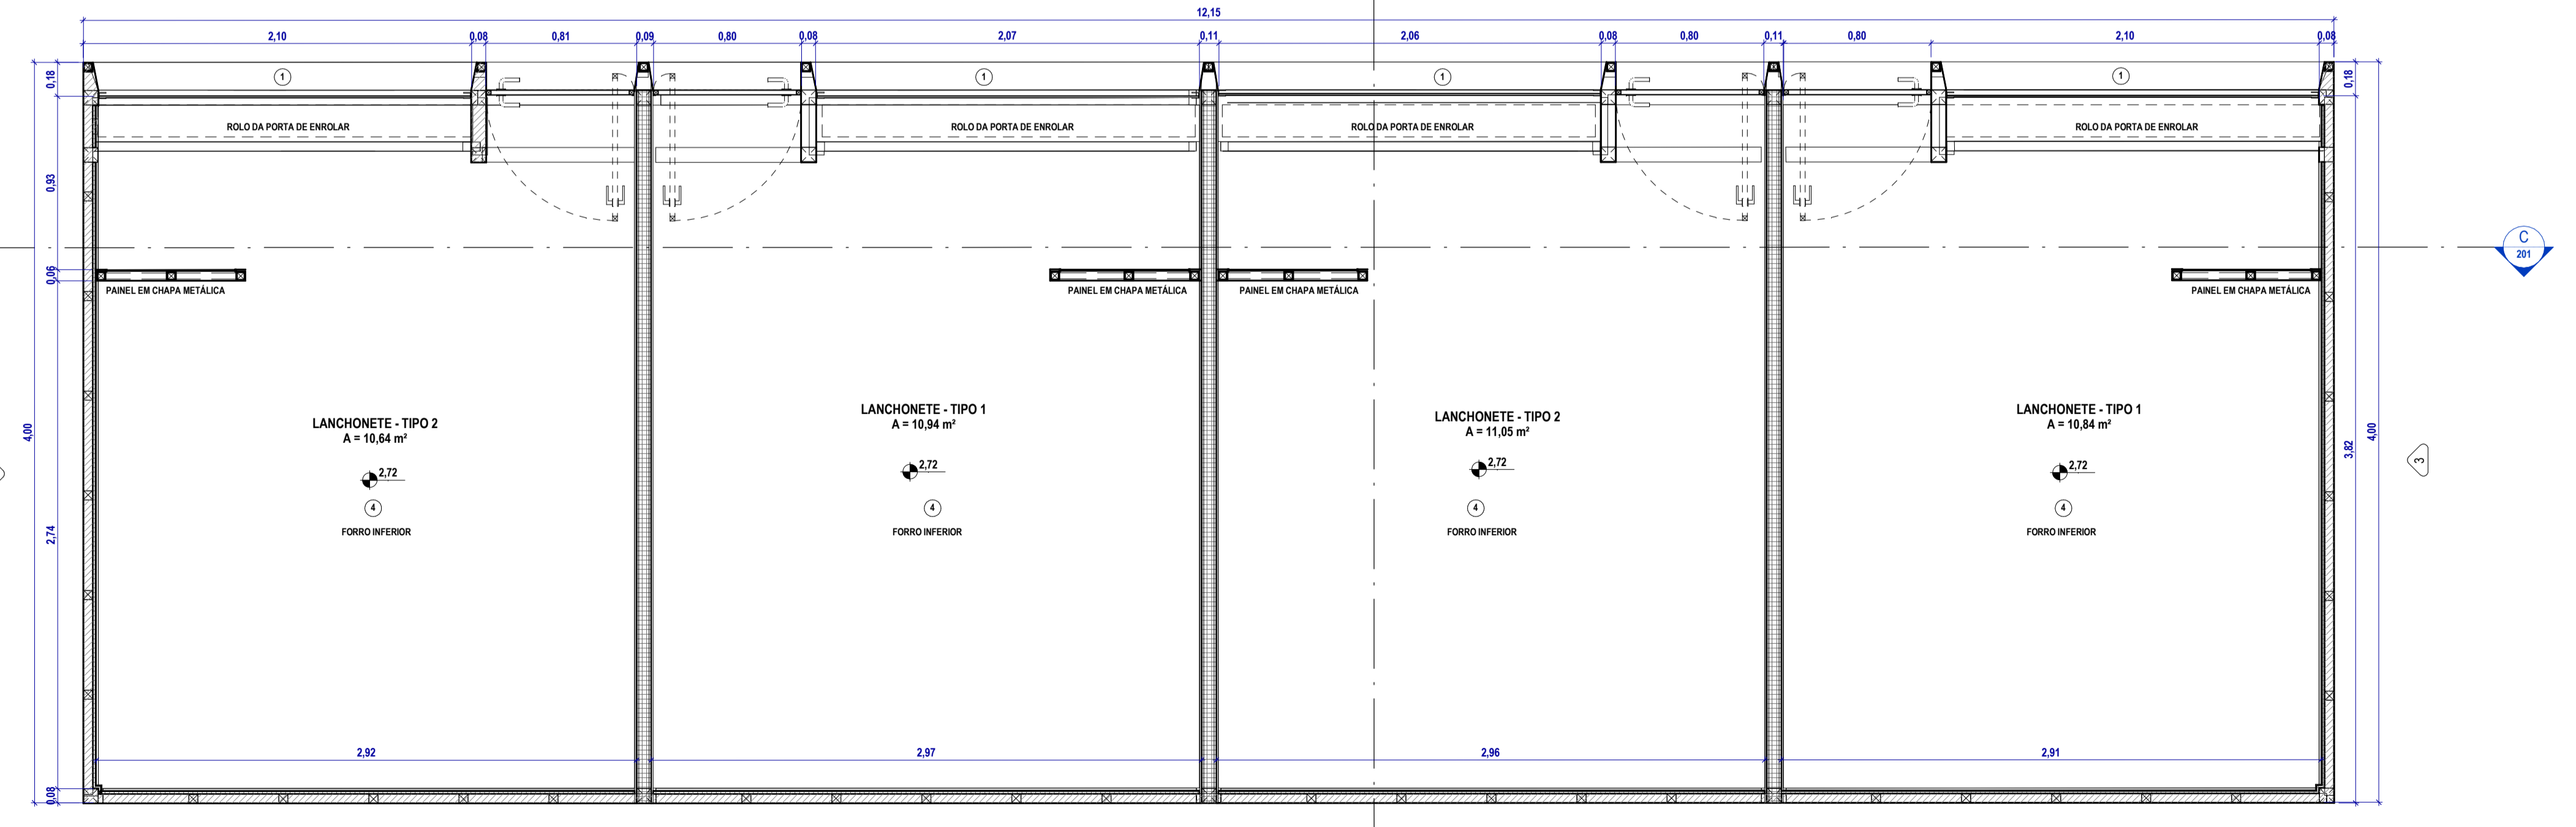 12,15
2,10 0,08 0,81 0,09 0,80 0,08 2,07 0,11 2,06 0,08 0,80 0,11 0,80 2,10 0,08
0,18 1 1 1 1 0,18
ROLO DA PORTA DE ENROLAR ROLO DA PORTA DE ENROLAR ROLO DA PORTA DE ENROLAR ROLO DA PORTA DE ENROLAR
0,93
C
201
0,06
PAINEL EM CHAPA METÁLICA PAINEL EM CHAPA METÁLICA PAINEL EM CHAPA METÁLICA PAINEL EM CHAPA METÁLICA
LANCHONETE - TIPO 2
A = 10,64 m²
2,72
4
FORRO INFERIOR
LANCHONETE - TIPO 1
A = 10,94 m²
2,72
4
FORRO INFERIOR
LANCHONETE - TIPO 2
A = 11,05 m²
2,72
4
FORRO INFERIOR
LANCHONETE - TIPO 1
A = 10,84 m²
2,72
4
FORRO INFERIOR
4,00
2,74
3,82
4,00
3
2,92 2,97 2,96 2,91
0,08